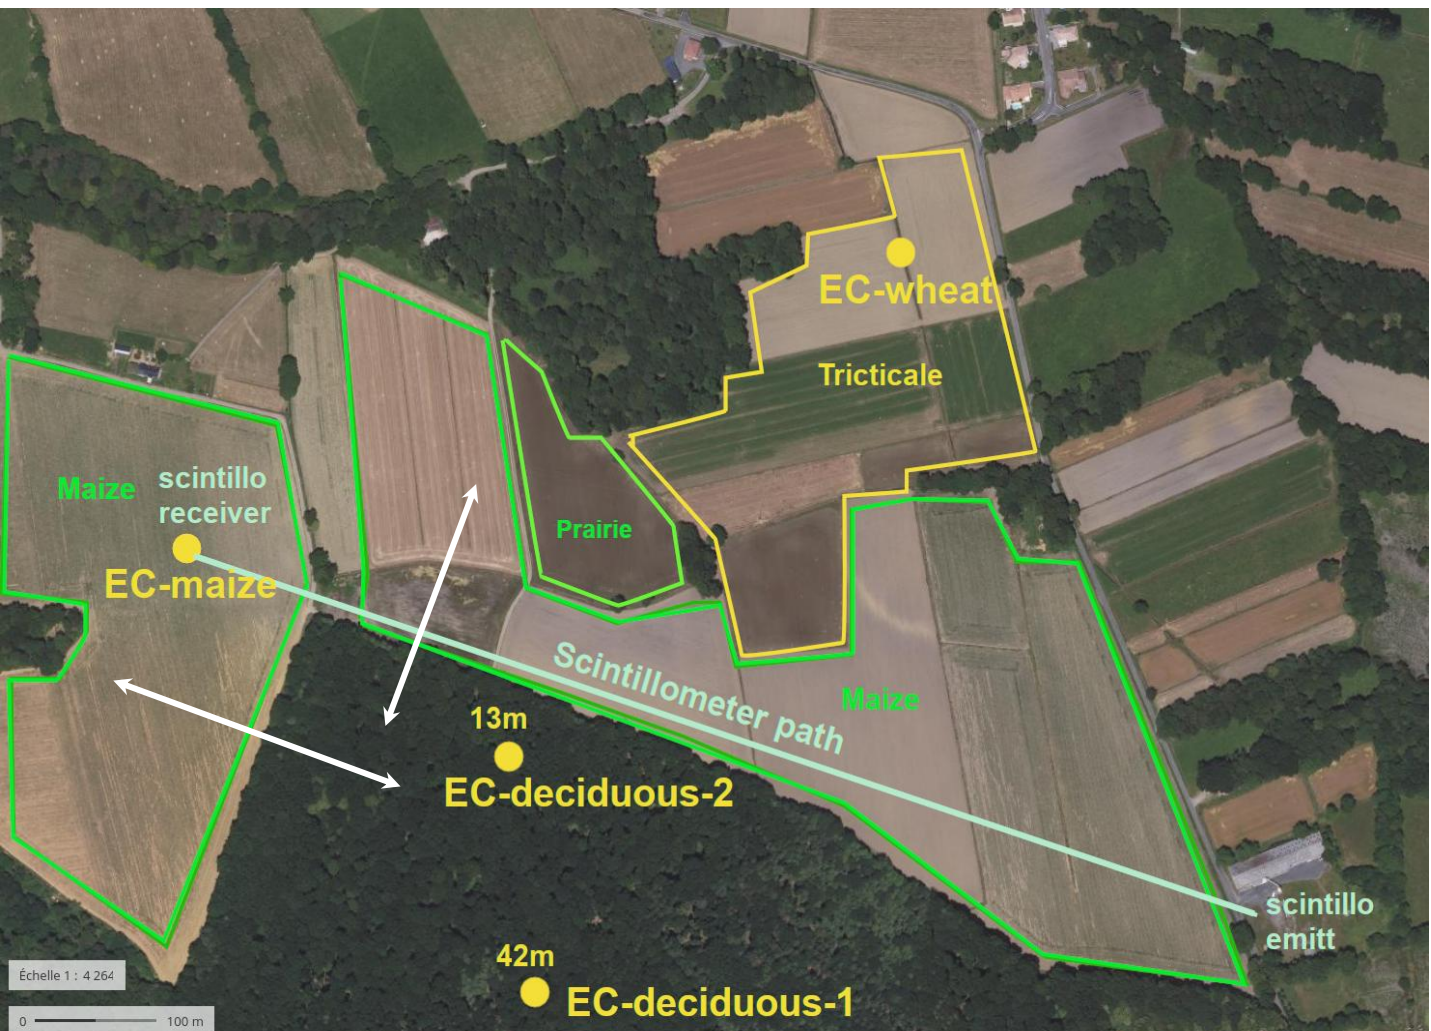 EC-wheat
Tricticale
Maize
scintillo
receiver
EC-maize
Prairie
Scintillometer path
Maize
13m
EC-deciduous-2
scintillo
emitt
42m
EC-deciduous-1
Échelle 1 : 4 264
0
100 m